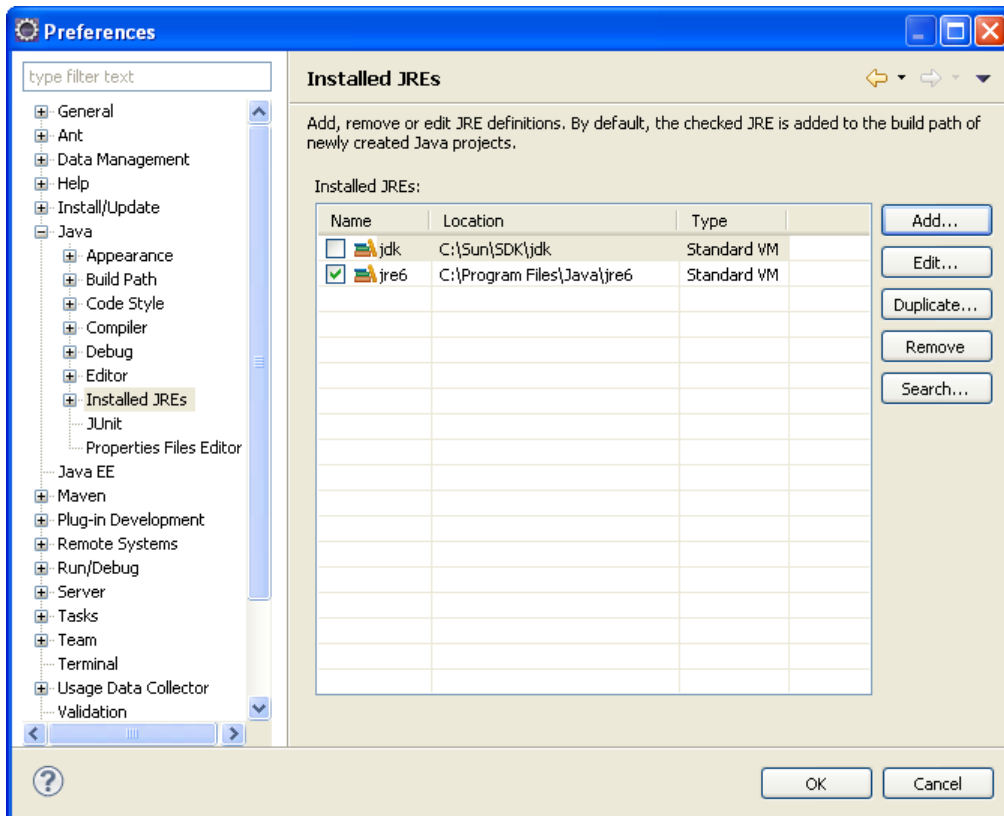 Preferences
type filter text
General
Ant
Data Management
Help
Install/Update
Java
Appearance
Build Path
Code Style
Compiler
Debug
Editor
Installed JREs
JUnit
Properties Files Editor
Java EE
Maven
Plug-in Development
Remote Systems
Run/Debug
Server
Tasks
Team
Terminal
Usage Data Collector
Validation
Installed JREs
Add, remove or edit JRE definitions. By default, the checked JRE is added to the build path of
newly created Java projects.
Installed JREs:
Name Location Type
jdk C:\Sun\SDK\jdk Standard VM
jre6 C:\Program Files\Java\jre6 Standard VM
Add...
Edit...
Duplicate...
Remove
Search...
?
OK Cancel